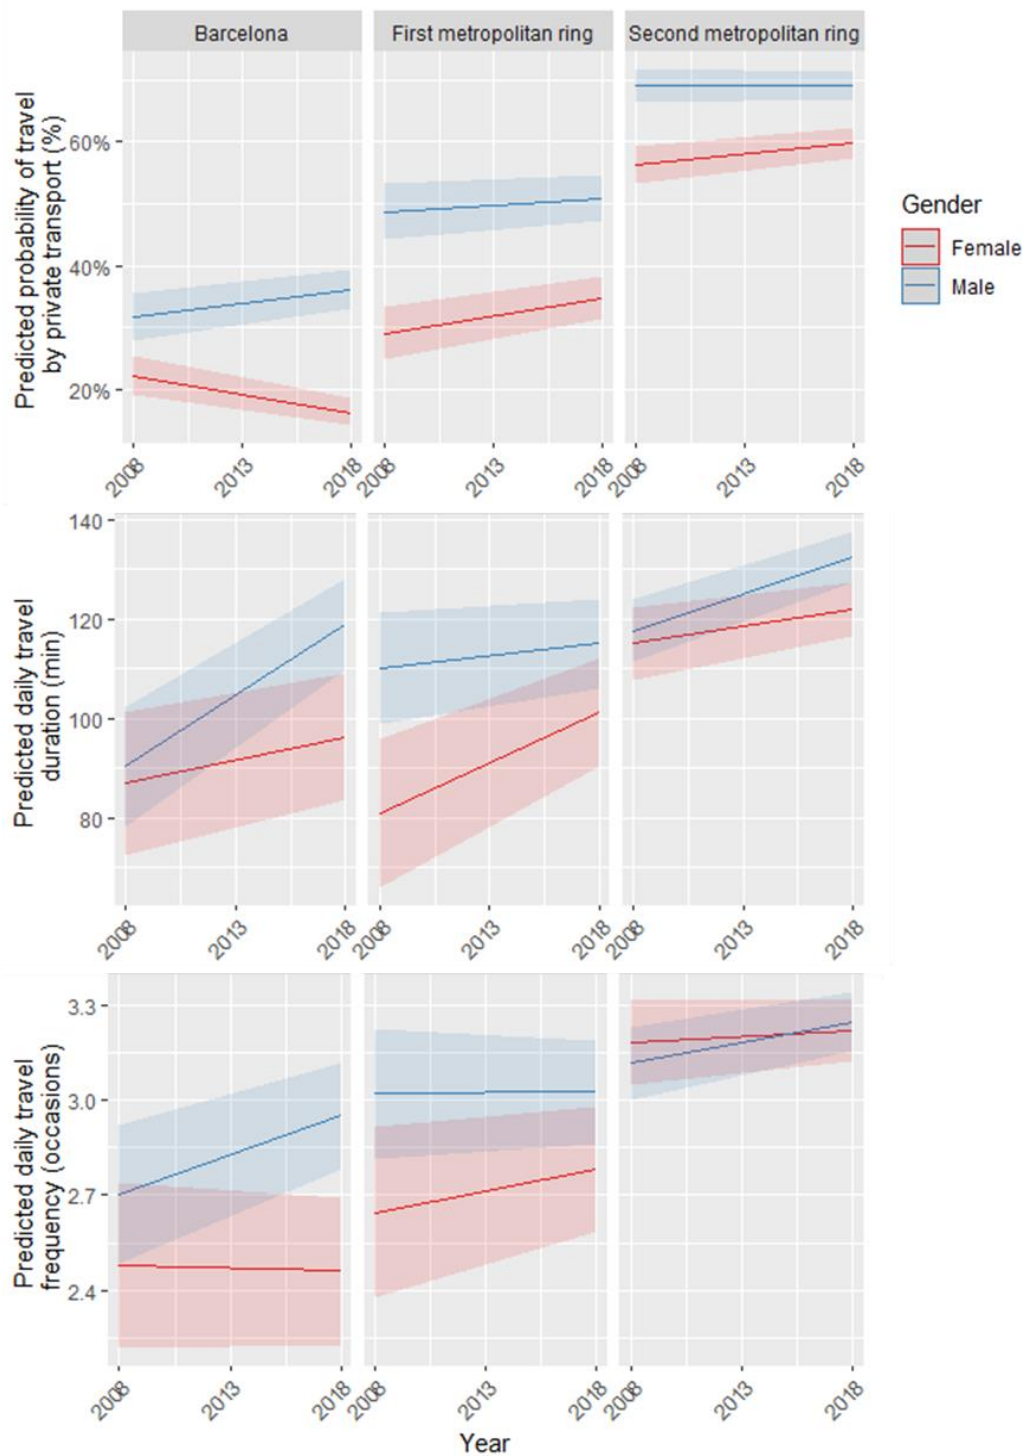 Barcelona
First metropolitan ring
Second metropolitan ring
Predicted probability of travel
by private transport (%)
60%
40%
20%
2008
2013
2018
2008
2013
2018
2008
2013
2018
Gender
Female
Male
Predicted daily travel
duration (min)
140
120
100
80
2008
2013
2018
2008
2013
2018
2008
2013
2018
Predicted daily travel
frequency (occasions)
3.3
3.0
2.7
2.4
2008
2013
2018
2008
2013
2018
2008
2013
2018
Year